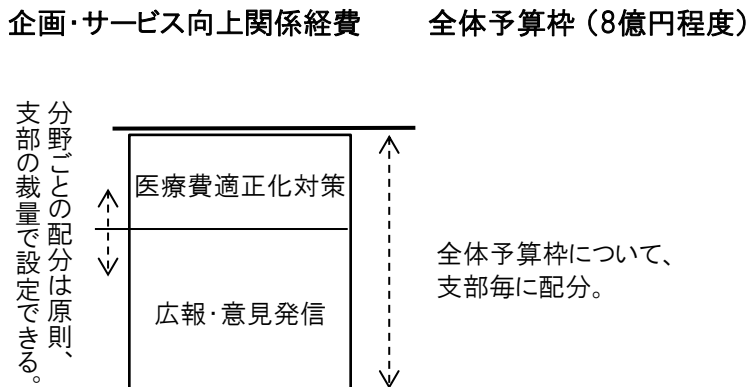 企画・サービス向上関係経費　　全体予算枠（8億円程度）
分野ごとの配分は原則、
支部の裁量で設定できる。
医療費適正化対策
広報・意見発信
全体予算枠について、
支部毎に配分。